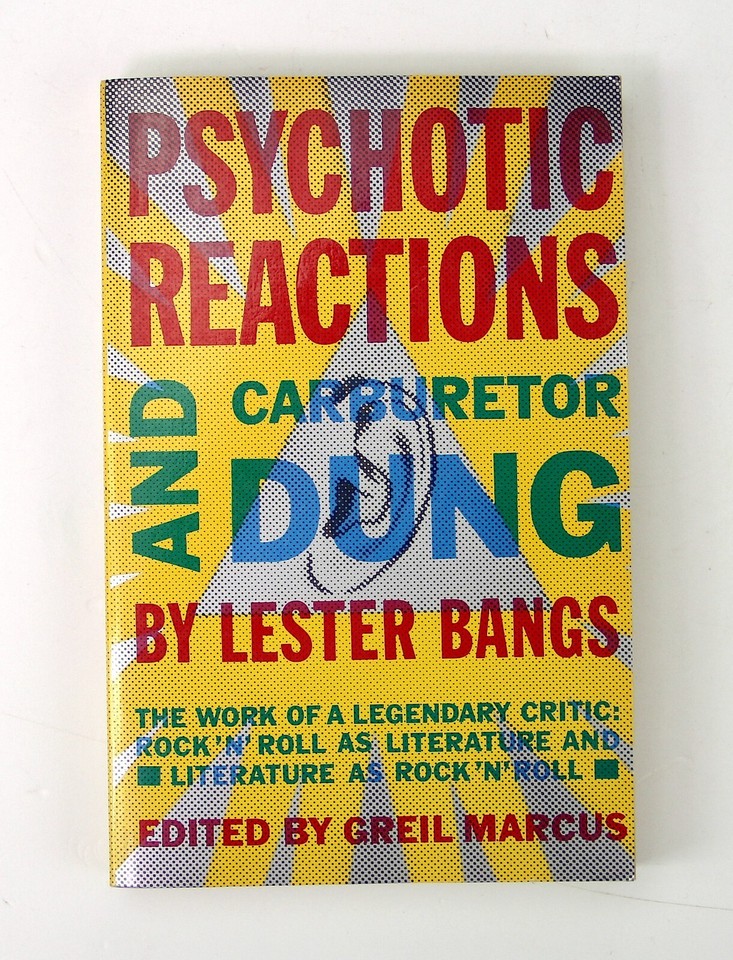 PSYCHOTIC
REACTIONS
AND
CARBURETOR
DUNG
BY LESTER BANGS
THE WORK OF A LEGENDARY CRITIC:
ROCK'N'ROLL AS LITERATURE AND
LITERATURE AS ROCK'N'ROLL
EDITED BY GREIL MARCUS